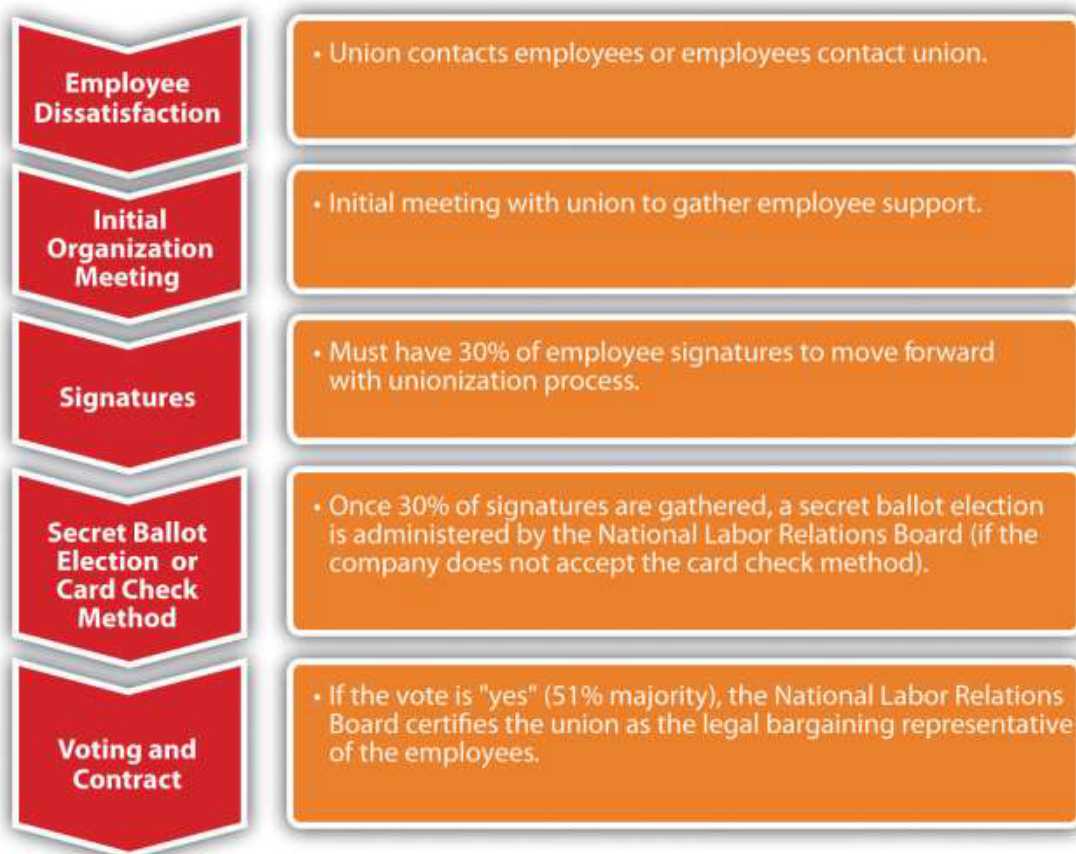 Employee
Dissatisfaction
• Union contacts employees or employees contact union.
Initial
Organization
Meeting
• Initial meeting with union to gather employee support.
Signatures
• Must have 30% of employee signatures to move forward
with unionization process.
Secret Ballot
Election or
Card Check
Method
• Once 30% of signatures are gathered, a secret ballot election
is administered by the National Labor Relations Board (if the
company does not accept the card check method).
Voting and
Contract
• If the vote is "yes" (51% majority), the National Labor Relations
Board certifies the union as the legal bargaining representative
of the employees.